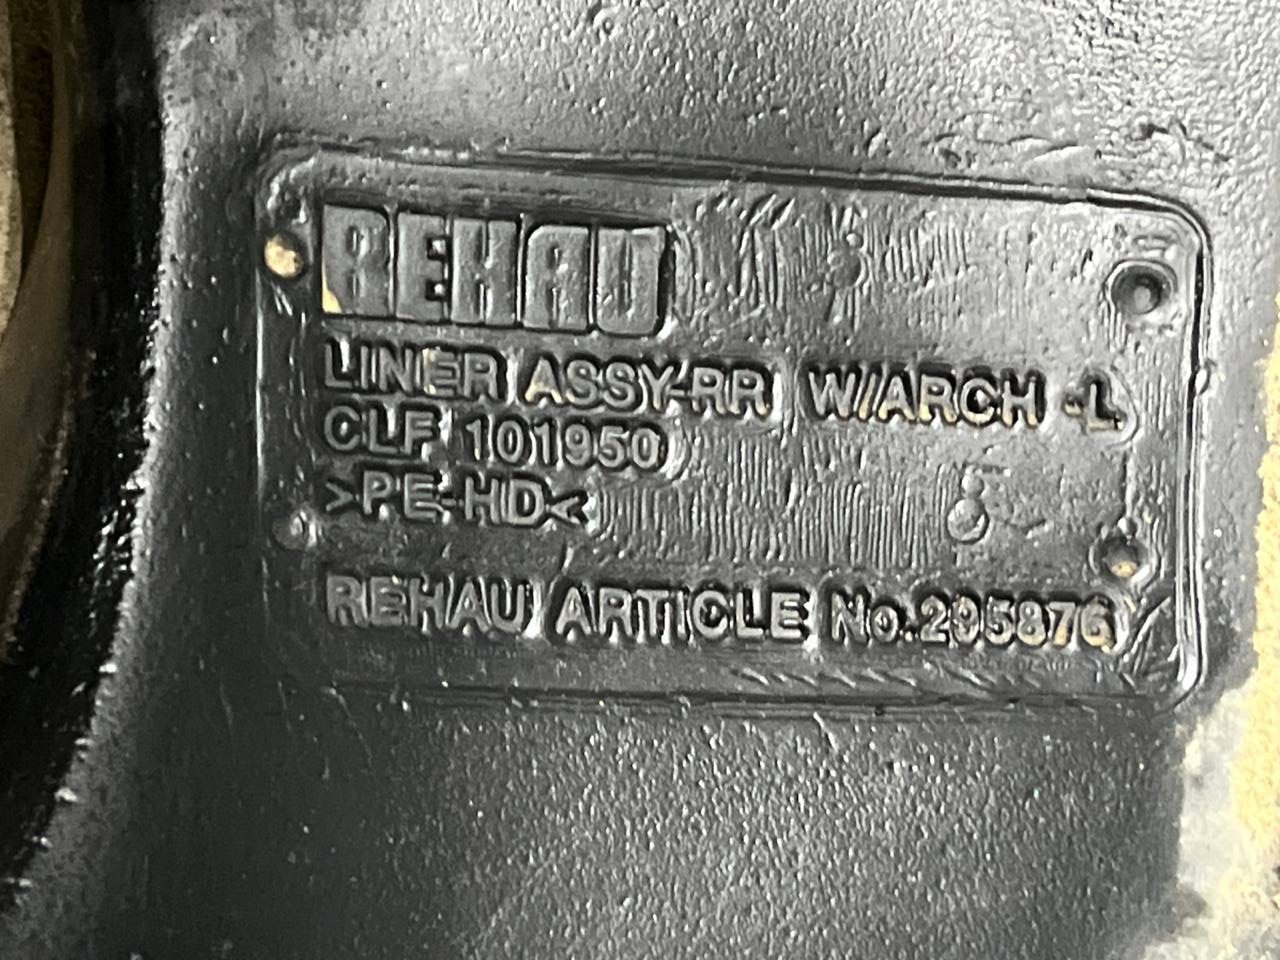 REHAU
LINER ASSY-RR W/ARCH -L
CLF 101950
>PE-HD<
REHAU ARTICLE No.295876